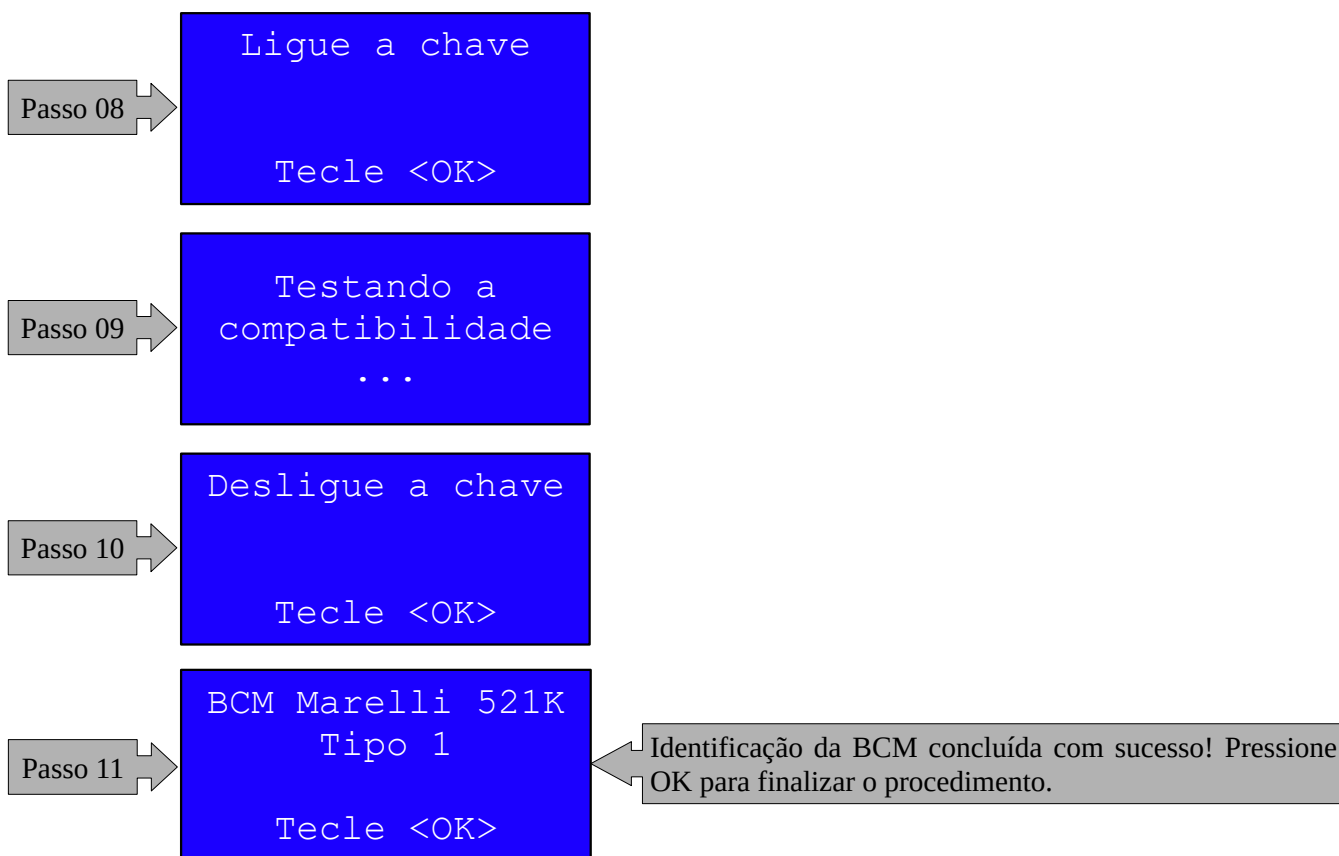 Passo 08
Ligue a chave
Tecle <OK>
Passo 09
Testando a
compatibilidade
...
Passo 10
Desligue a chave
Tecle <OK>
Passo 11
BCM Marelli 521K
Tipo 1
Tecle <OK>
Identificação da BCM concluída com sucesso! Pressione
OK para finalizar o procedimento.